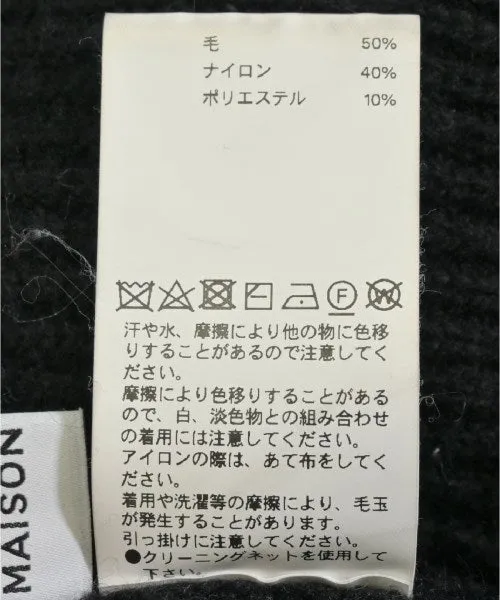 毛 50%
ナイロン 40%
ポリエステル 10%
F W
汗や水、摩擦により他の物に色移
りすることがあるので注意してく
ださい。
摩擦により色移りすることがある
ので、白、淡色物との組み合わせ
の着用には注意してください。
アイロンの際は、あて布をしてく
ださい。
着用や洗濯等の摩擦により、毛玉
が発生することがあります。
引っ掛けに注意してください。
●クリーニングネットを使用して
下さい。
MAISON